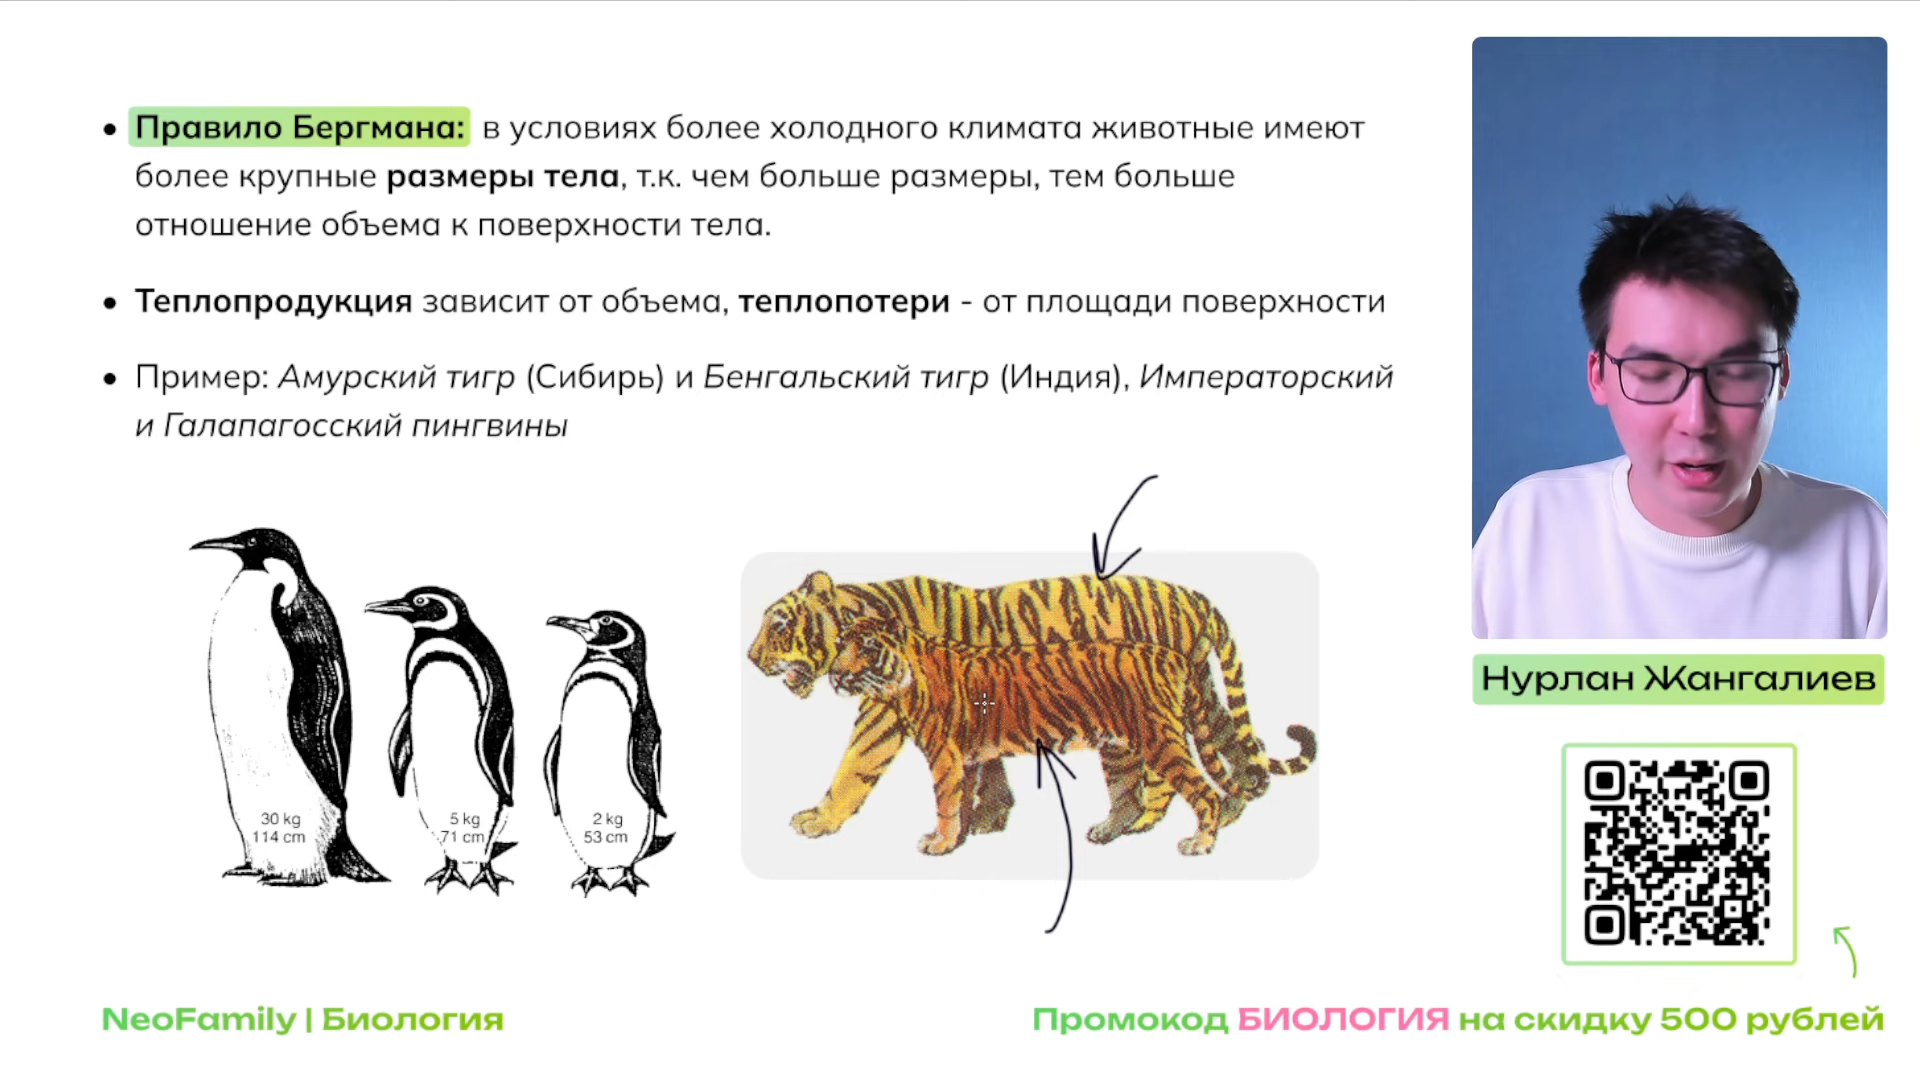 • Правило Бергмана: в условиях более холодного климата животные имеют
более крупные размеры тела, т.к. чем больше размеры, тем больше
отношение объема к поверхности тела.
• Теплопродукция зависит от объема, теплопотери - от площади поверхности
• Пример: Амурский тигр (Сибирь) и Бенгальский тигр (Индия), Императорский
и Галапагосский пингвины
30 kg
114 cm
5 kg
71 cm
2 kg
53 cm
Нурлан Жангалиев
NeoFamily | Биология
Промокод БИОЛОГИЯ на скидку 500 рублей